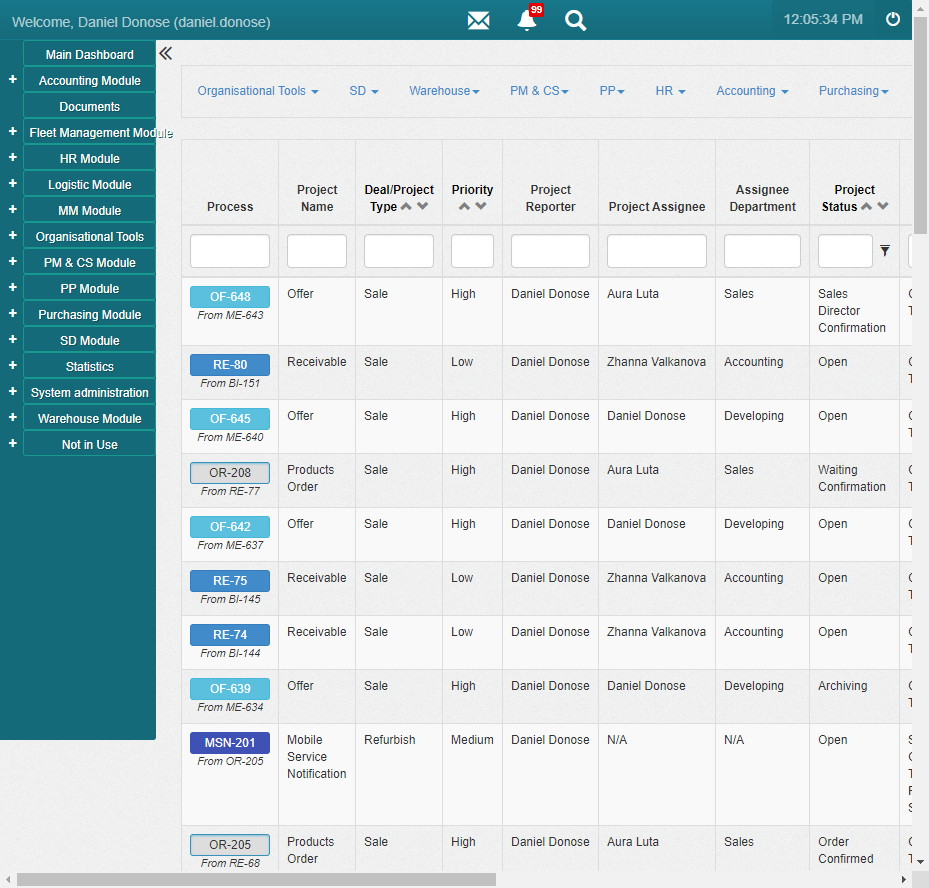 Welcome, Daniel Donose (daniel.donose)
99
12:05:34 PM
Main Dashboard
+ Accounting Module
Documents
+ Fleet Management Module
+ HR Module
+ Logistic Module
+ MM Module
+ Organisational Tools
+ PM & CS Module
+ PP Module
+ Purchasing Module
+ SD Module
+ Statistics
+ System administration
+ Warehouse Module
+ Not in Use
Organisational Tools SD Warehouse PM & CS PP HR Accounting Purchasing
Process
Project
Name
Deal/Project
Type
Priority
Project
Reporter
Project Assignee
Assignee
Department
Project
Status
OF-648 Offer Sale High Daniel Donose Aura Luta Sales Sales
From ME-643 Director
Confirmation
RE-80 Receivable Sale Low Daniel Donose Zhanna Valkanova Accounting Open
From BI-151
OF-645 Offer Sale High Daniel Donose Daniel Donose Developing Open
From ME-640
OR-208 Products Sale High Daniel Donose Aura Luta Sales Waiting
From RE-77 Order Confirmation
OF-642 Offer Sale High Daniel Donose Daniel Donose Developing Open
From ME-637
RE-75 Receivable Sale Low Daniel Donose Zhanna Valkanova Accounting Open
From BI-145
RE-74 Receivable Sale Low Daniel Donose Zhanna Valkanova Accounting Open
From BI-144
OF-639 Offer Sale High Daniel Donose Daniel Donose Developing Archiving
From ME-634
MSN-201 Mobile Refurbish Medium Daniel Donose N/A N/A Open
From OR-205 Service
Notification
OR-205 Products Sale High Daniel Donose Aura Luta Sales Order
From RE-68 Order Confirmed